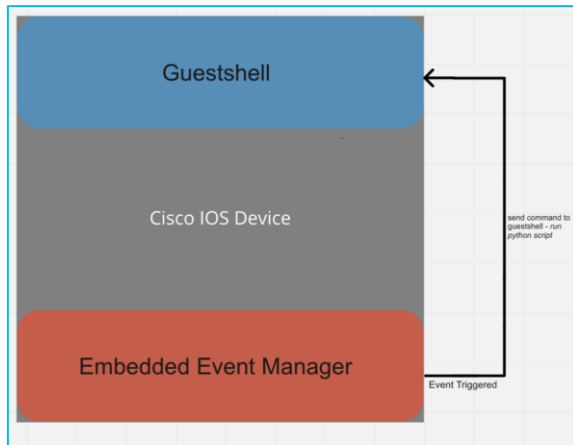 Guestshell
Cisco IOS Device
send command to
guestshell - run
python script
Embedded Event Manager
Event Triggered